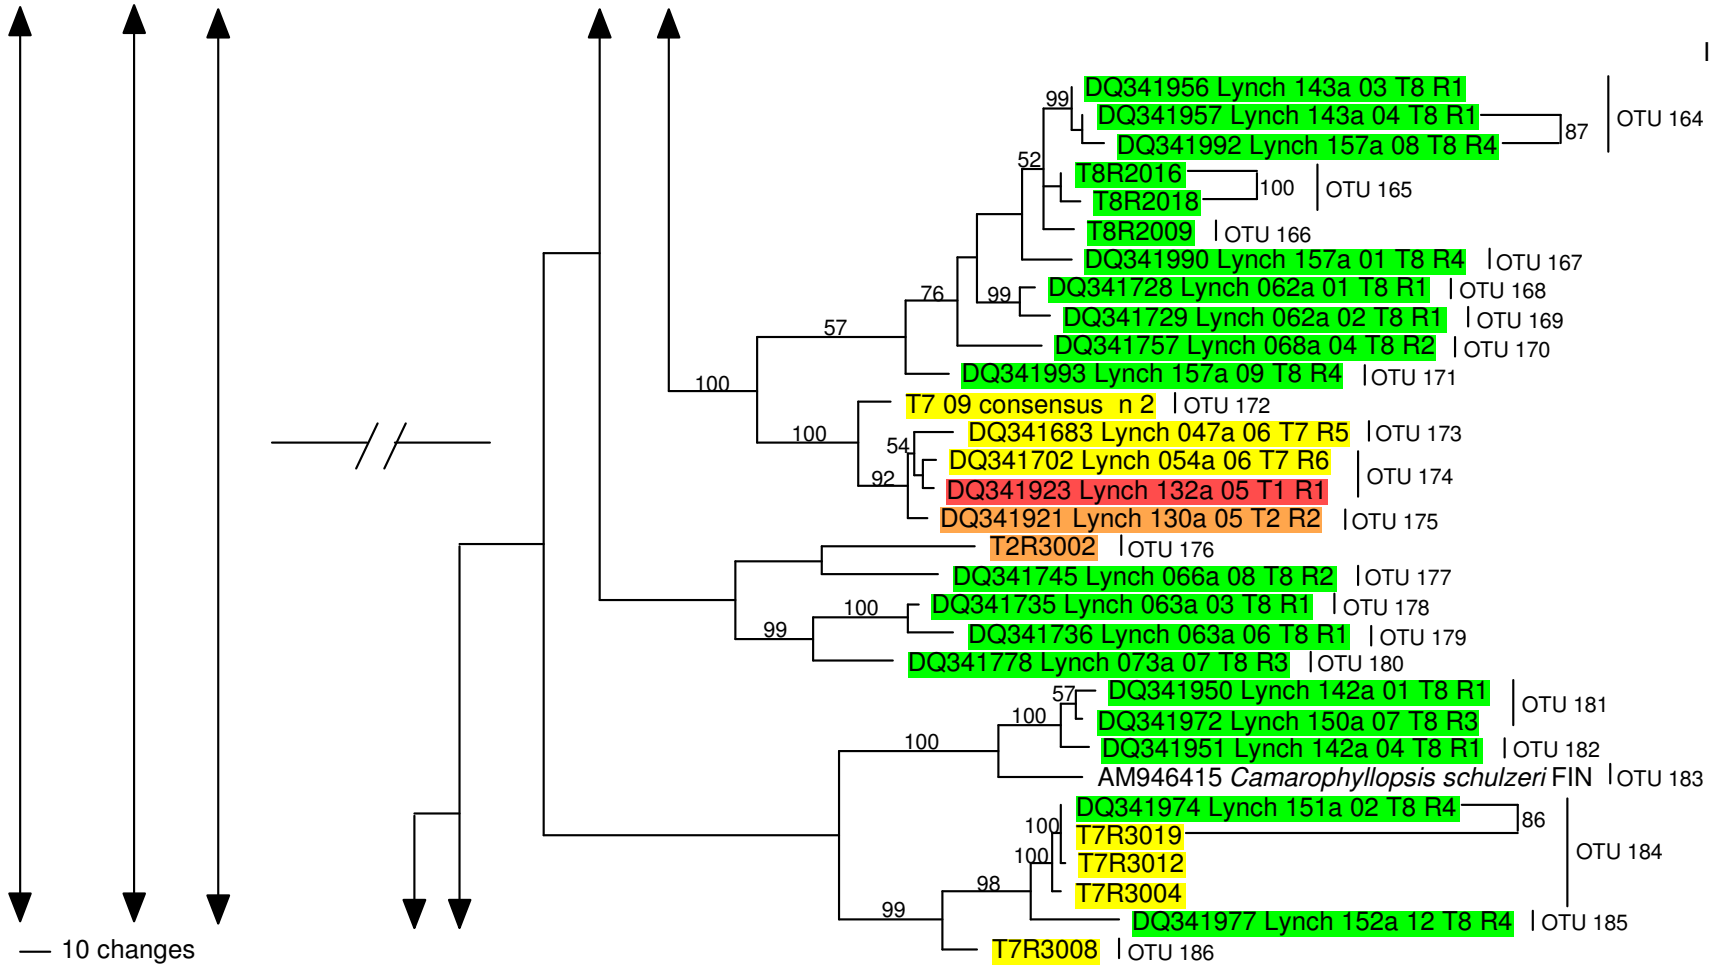 I
DQ341956 Lynch 143a 03 T8 R1
99
DQ341957 Lynch 143a 04 T8 R1
OTU 164
87
DQ341992 Lynch 157a 08 T8 R4
52
T8R2016
100
OTU 165
T8R2018
T8R2009
OTU 166
DQ341990 Lynch 157a 01 T8 R4
OTU 167
DQ341728 Lynch 062a 01 T8 R1
OTU 168
76
99
DQ341729 Lynch 062a 02 T8 R1
OTU 169
57
DQ341757 Lynch 068a 04 T8 R2
OTU 170
DQ341993 Lynch 157a 09 T8 R4
OTU 171
100
T7 09 consensus n 2
OTU 172
100
DQ341683 Lynch 047a 06 T7 R5
OTU 173
54
DQ341702 Lynch 054a 06 T7 R6
OTU 174
92
DQ341923 Lynch 132a 05 T1 R1
DQ341921 Lynch 130a 05 T2 R2
OTU 175
T2R3002
OTU 176
DQ341745 Lynch 066a 08 T8 R2
OTU 177
100
DQ341735 Lynch 063a 03 T8 R1
OTU 178
99
DQ341736 Lynch 063a 06 T8 R1
OTU 179
DQ341778 Lynch 073a 07 T8 R3
OTU 180
57
DQ341950 Lynch 142a 01 T8 R1
OTU 181
100
DQ341972 Lynch 150a 07 T8 R3
100
DQ341951 Lynch 142a 04 T8 R1
OTU 182
AM946415 Camarophyllopsis schulzeri FIN
OTU 183
DQ341974 Lynch 151a 02 T8 R4
86
100
T7R3019
OTU 184
100
T7R3012
98
T7R3004
99
DQ341977 Lynch 152a 12 T8 R4
OTU 185
T7R3008
OTU 186
10 changes